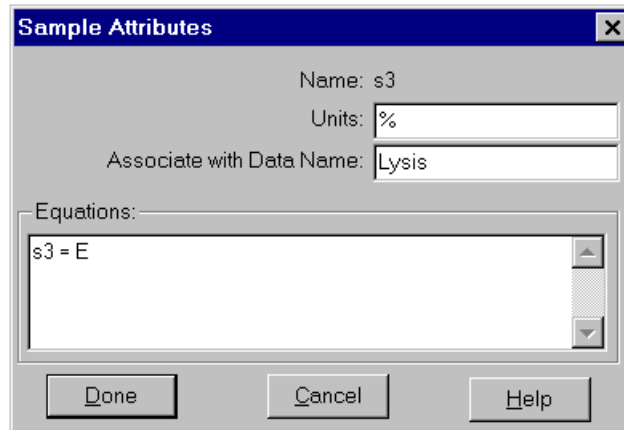 Sample Attributes
Name: s3
Units: %
Associate with Data Name: Lysis
Equations:
s3 = E
Done Cancel Help